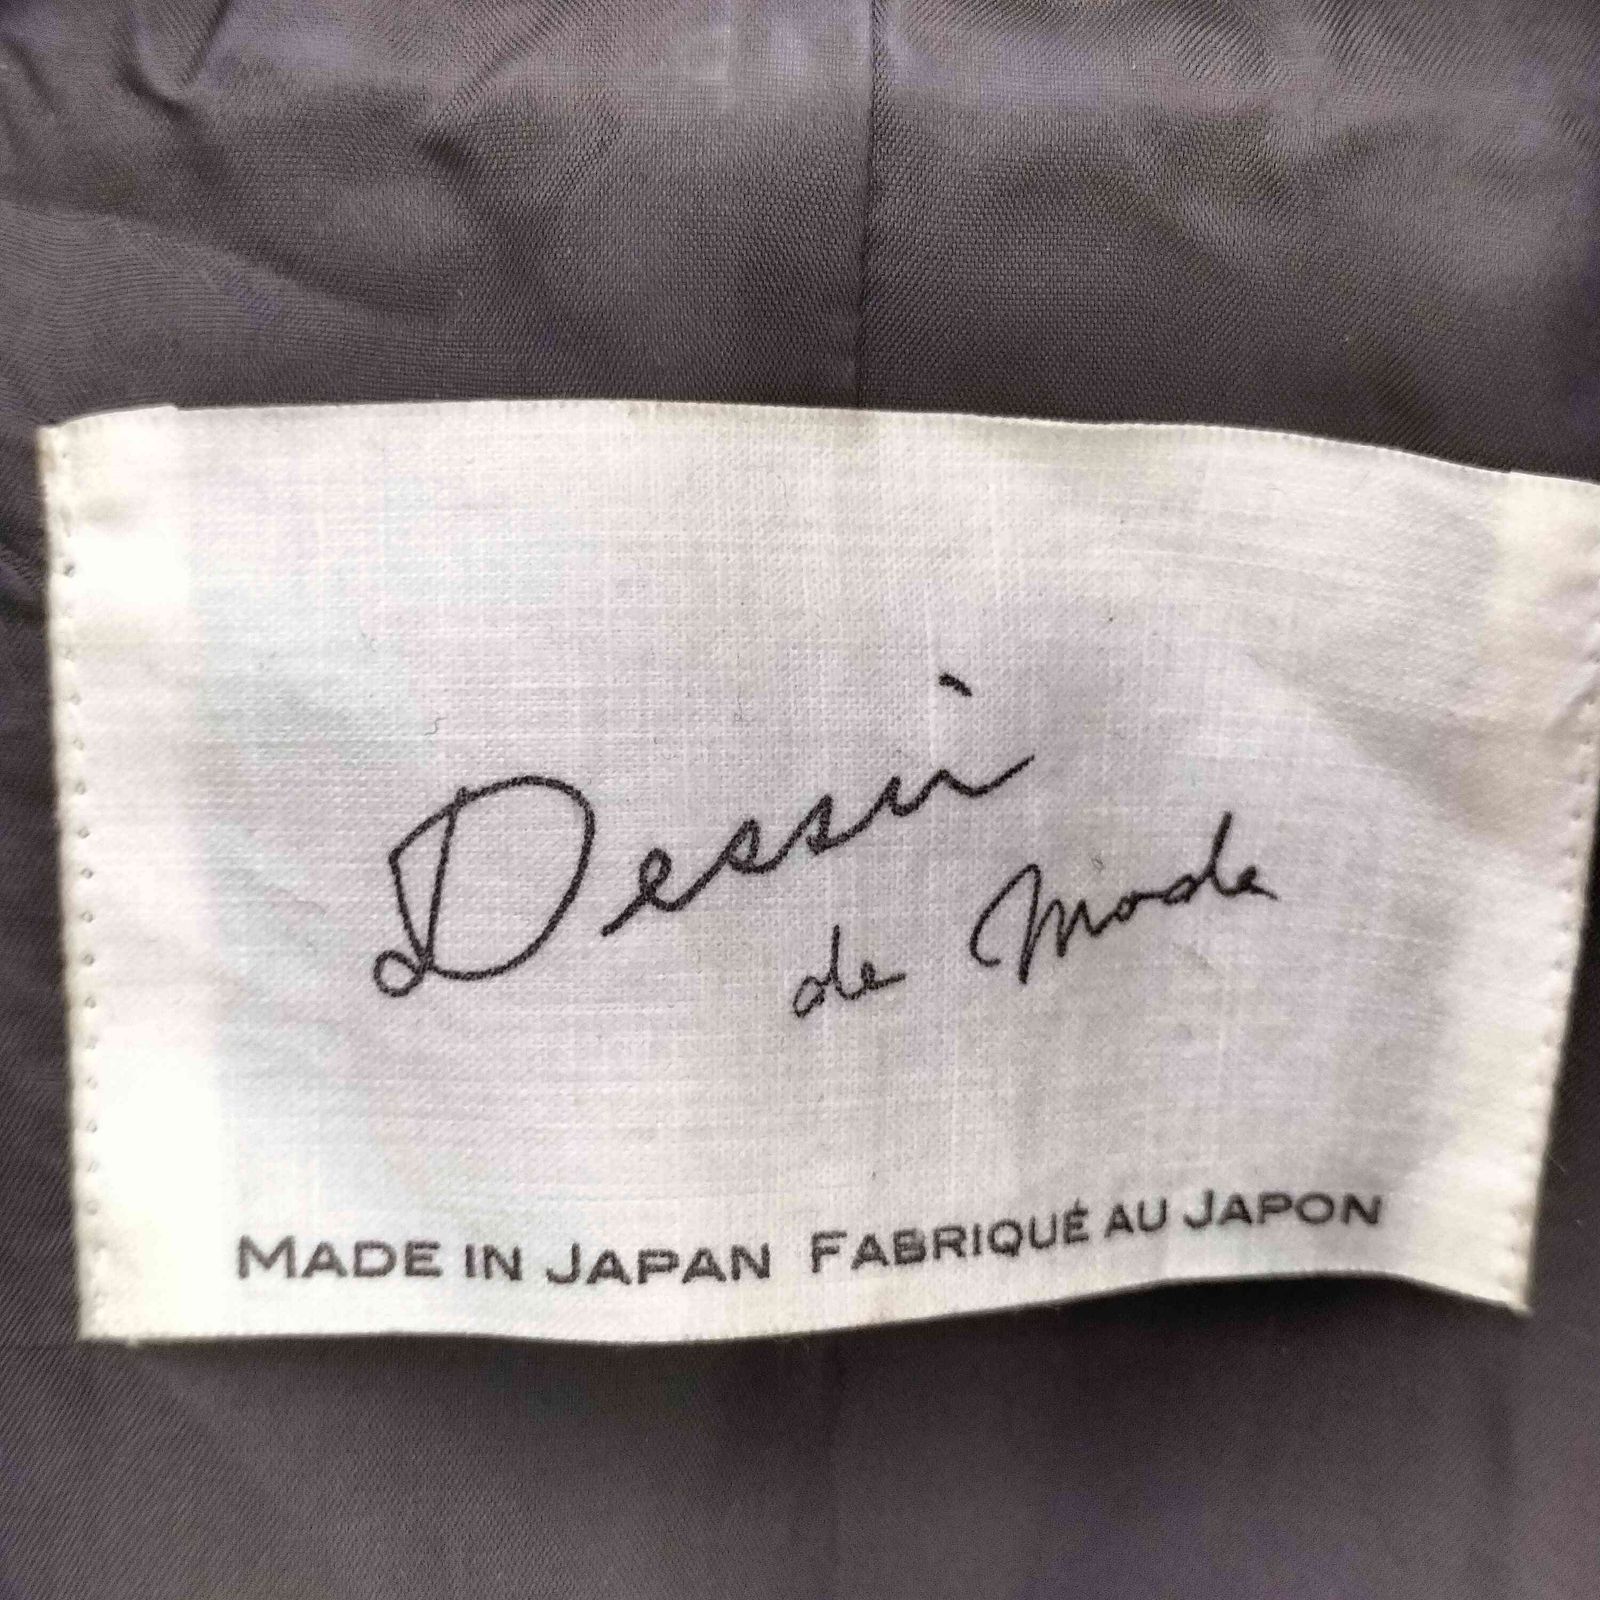 Dessin
de Mode
MADE IN JAPAN FABRIQUÉ AU JAPON